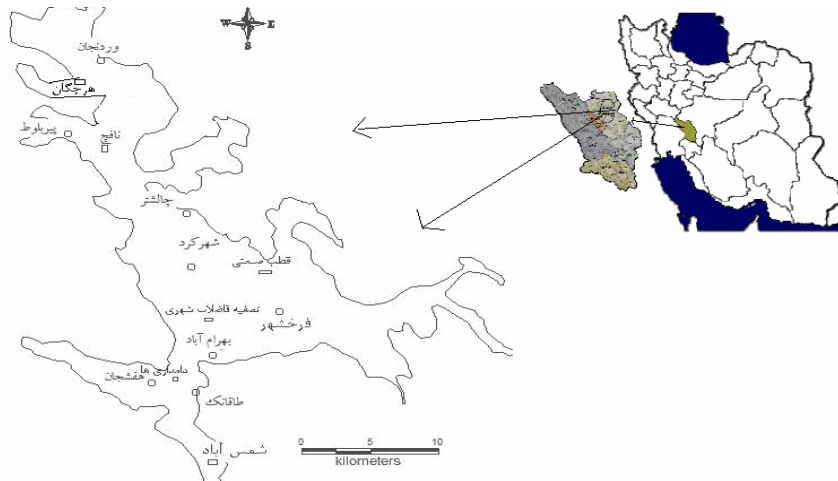 N
W E
S
وردنجان
هرچگان
پیربلوط
نافچ
چالشتر
شهرکرد
قطب صنعتی
تصفیه فاضلاب شهری
فرخشهر
بهرام آباد
دامداری ها
هفشجان
طاقانک
شمس آباد
0 5 10
kilometers